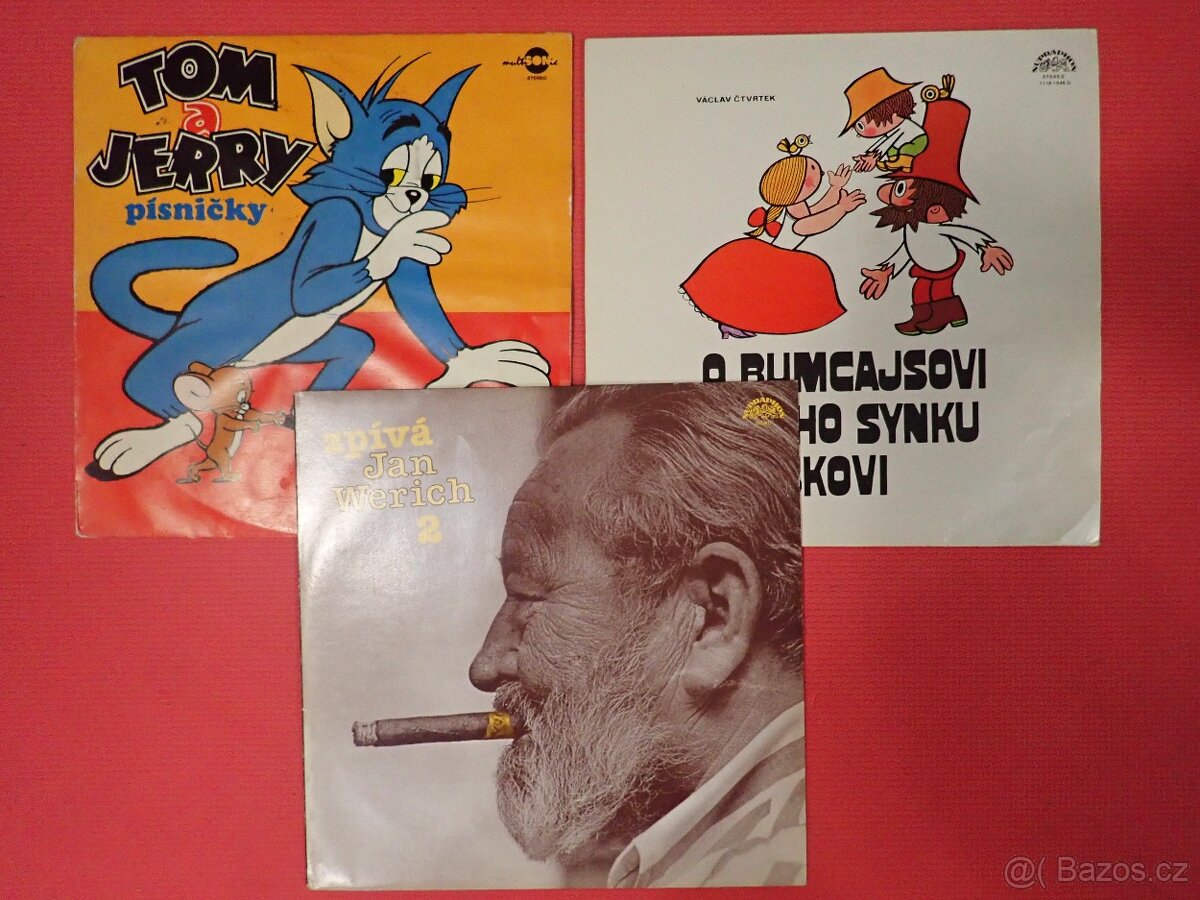 TOM
a
JERRY
písničky
multiSONic
STEREO
VÁCLAV ČTVRTEK
SUPRAPHON
STEREO
O RUMCAJSOVI
HO SYNKU
KOVI
SUPRAPHON
zpívá
Jan
Werich
2
Bazos.cz